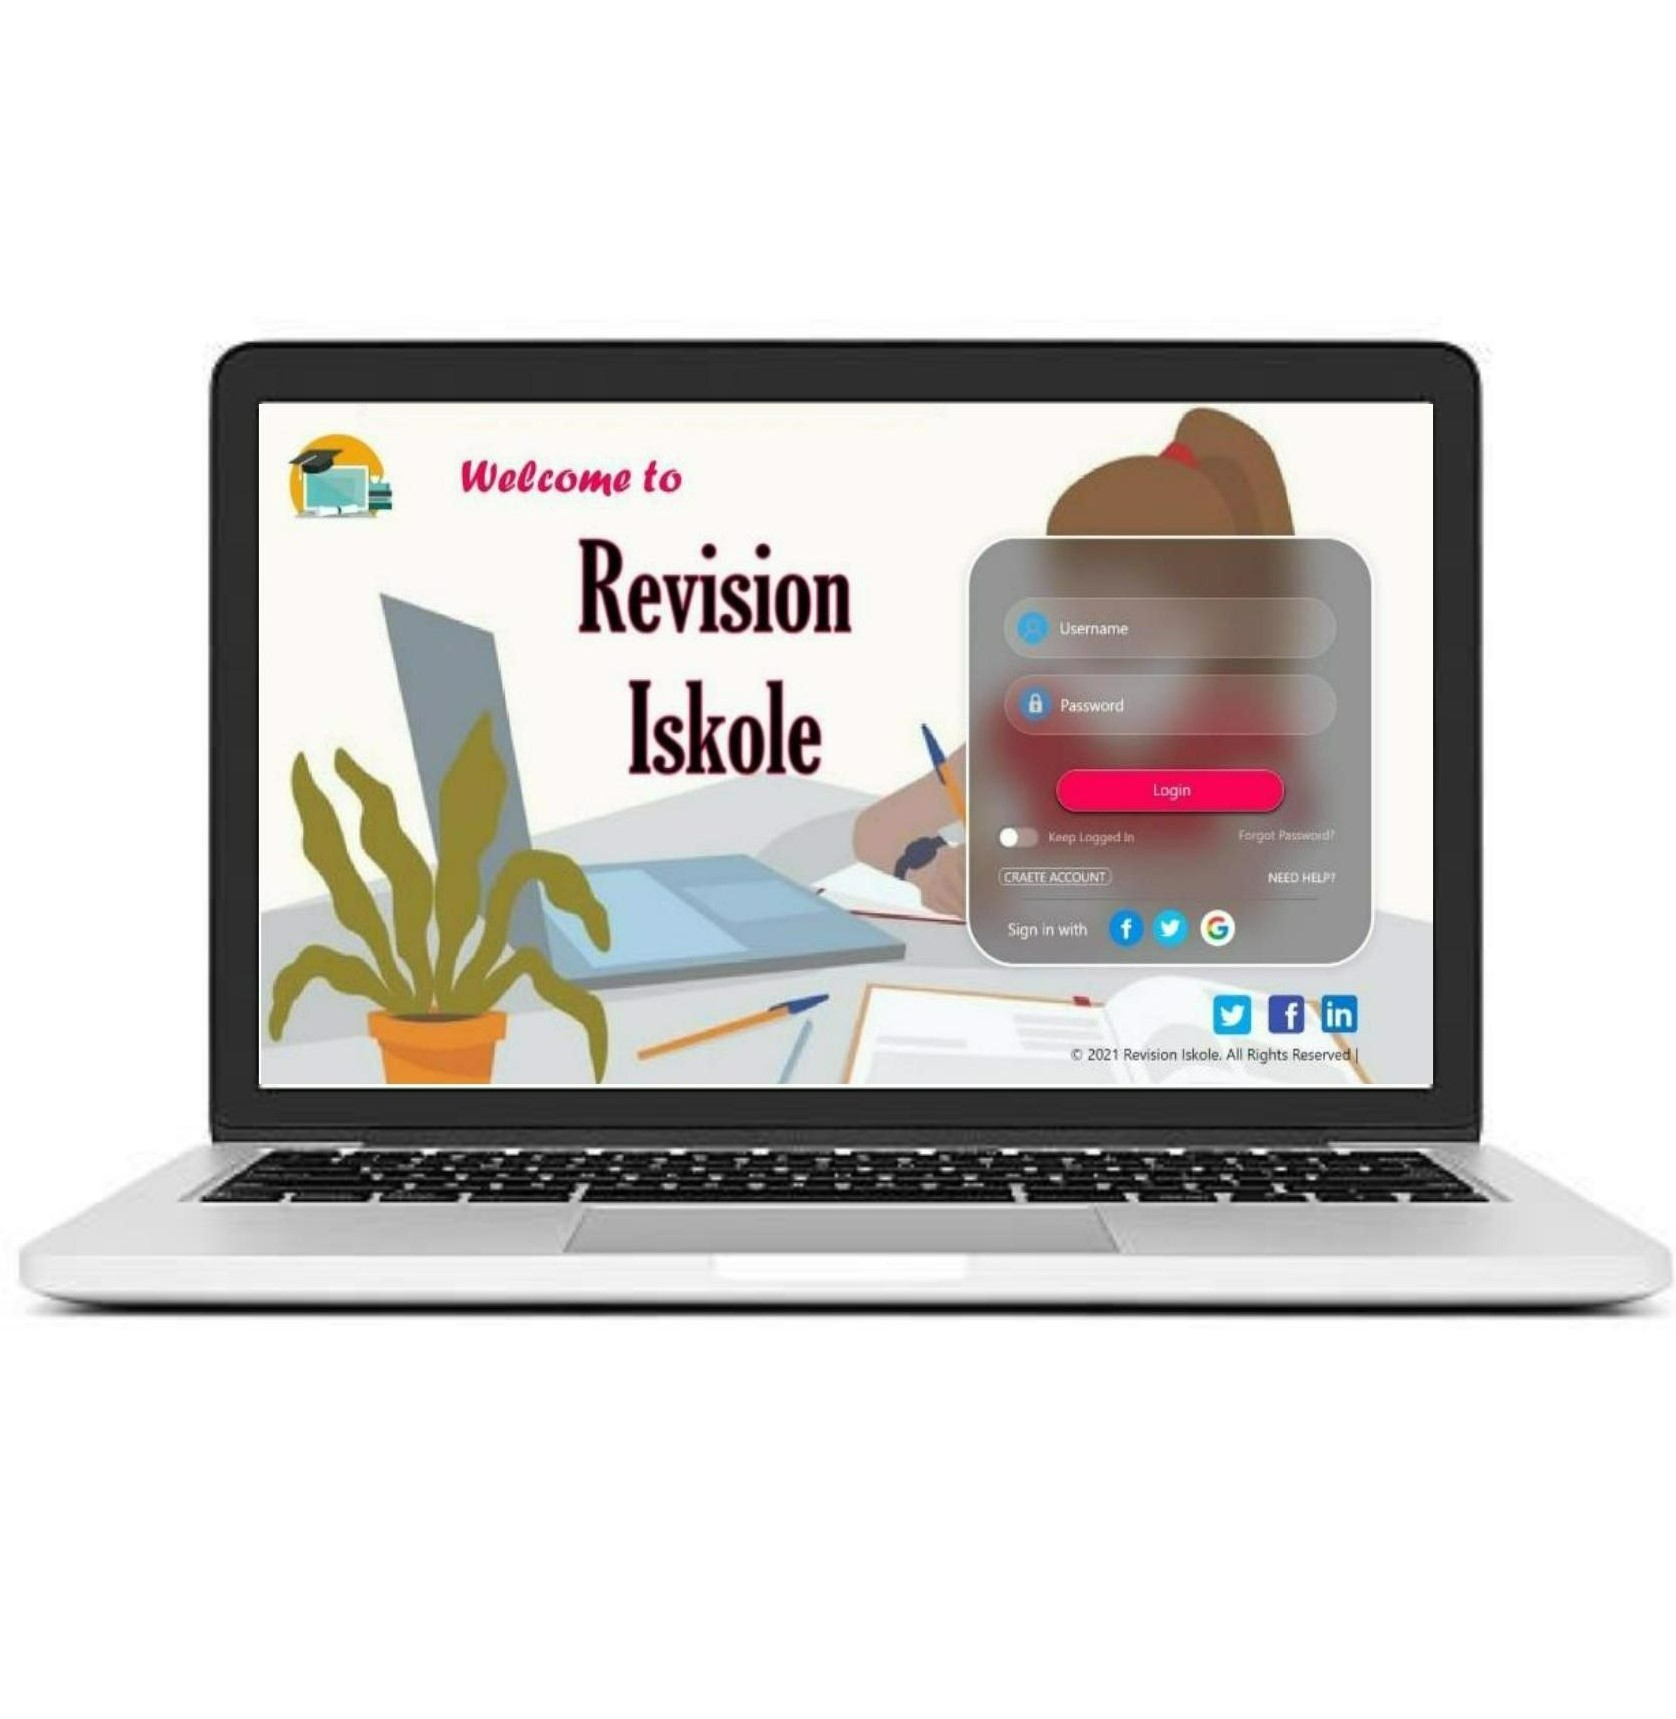 Welcome to
Revision
Iskole
Username
Password
Login
Keep Logged In
Forgot Password?
CRAETE ACCOUNT
NEED HELP?
Sign in with
© 2021 Revision Iskole. All Rights Reserved |